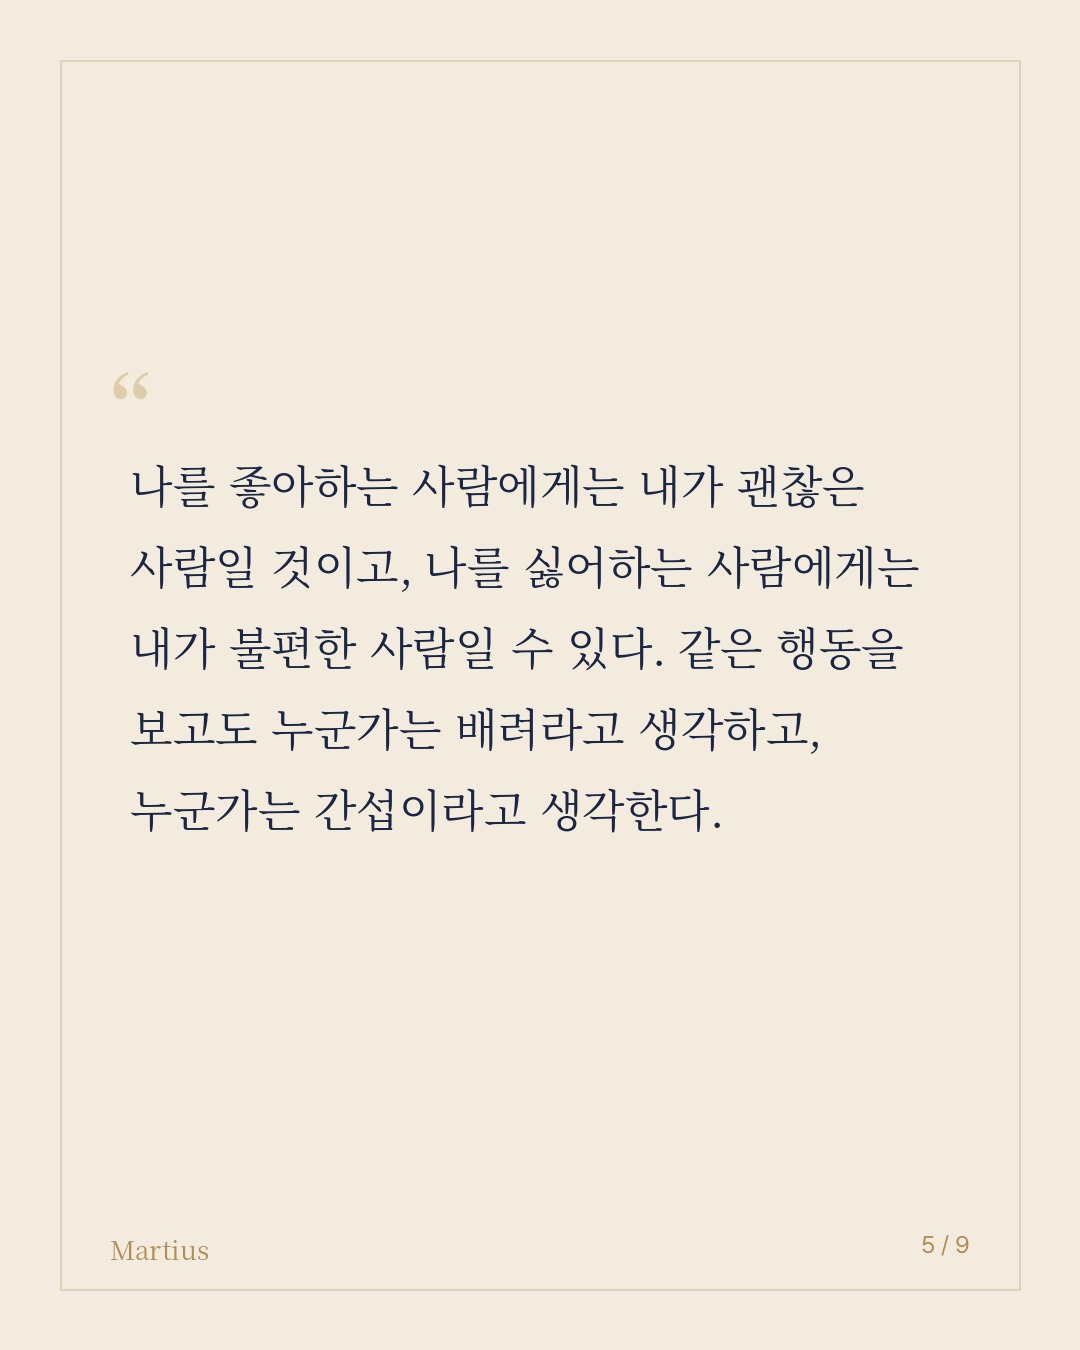 “
나를 좋아하는 사람에게는 내가 괜찮은
사람일 것이고, 나를 싫어하는 사람에게는
내가 불편한 사람일 수 있다. 같은 행동을
보고도 누군가는 배려라고 생각하고,
누군가는 간섭이라고 생각한다.
Martius
5 / 9